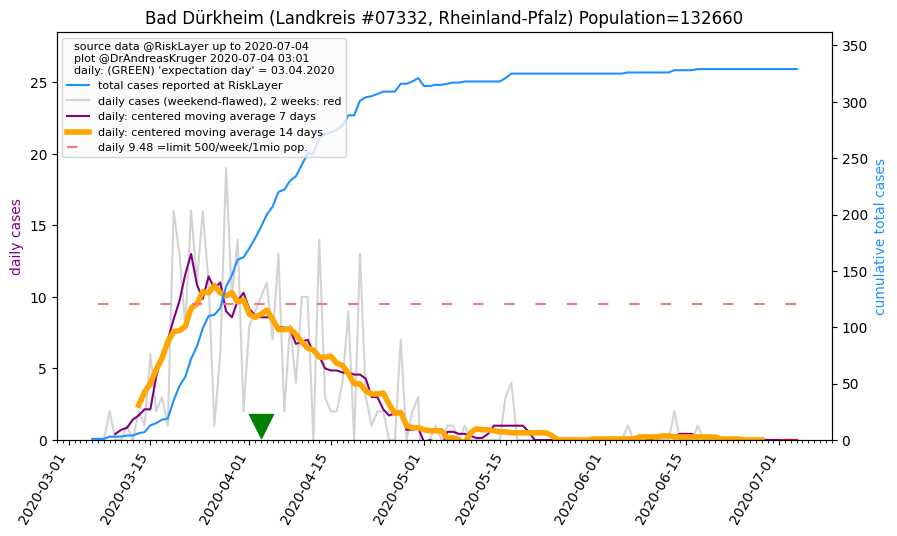 Bad Dürkheim (Landkreis #07332, Rheinland-Pfalz) Population=132660
source data @RiskLayer up to 2020-07-04
plot @DrAndreasKruger 2020-07-04 03:01
daily: (GREEN) 'expectation day' = 03.04.2020
total cases reported at RiskLayer
daily cases (weekend-flawed), 2 weeks: red
daily: centered moving average 7 days
daily: centered moving average 14 days
daily 9.48 =limit 500/week/1mio pop.
daily cases
25
20
15
10
5
0
cumulative total cases
350
300
250
200
150
100
50
0
2020-03-01
2020-03-15
2020-04-01
2020-04-15
2020-05-01
2020-05-15
2020-06-01
2020-06-15
2020-07-01